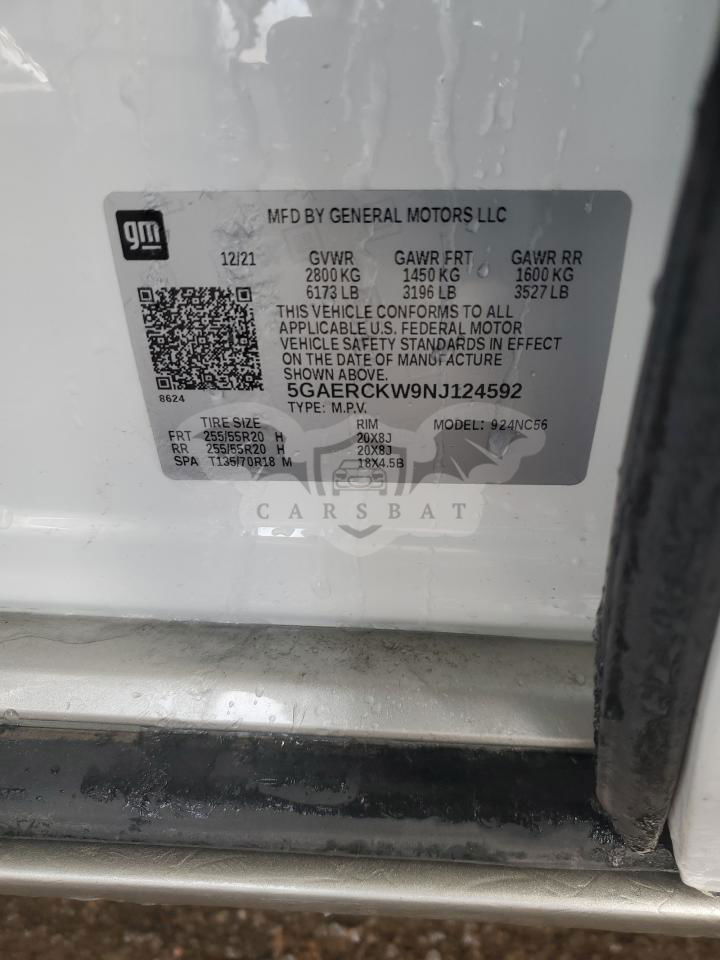 gm
MFD BY GENERAL MOTORS LLC
12/21 GVWR GAWR FRT GAWR RR
2800 KG 1450 KG 1600 KG
6173 LB 3196 LB 3527 LB
THIS VEHICLE CONFORMS TO ALL
APPLICABLE U.S. FEDERAL MOTOR
VEHICLE SAFETY STANDARDS IN EFFECT
ON THE DATE OF MANUFACTURE
SHOWN ABOVE.
8624
5GAERCKW9NJ124592
TYPE: M.P.V.
TIRE SIZE RIM MODEL: 924NC56
FRT 255/55R20 H 20X8J
RR 255/55R20 H 20X8J
SPA T135/70R18 M 18X4.5B
CARSBAT